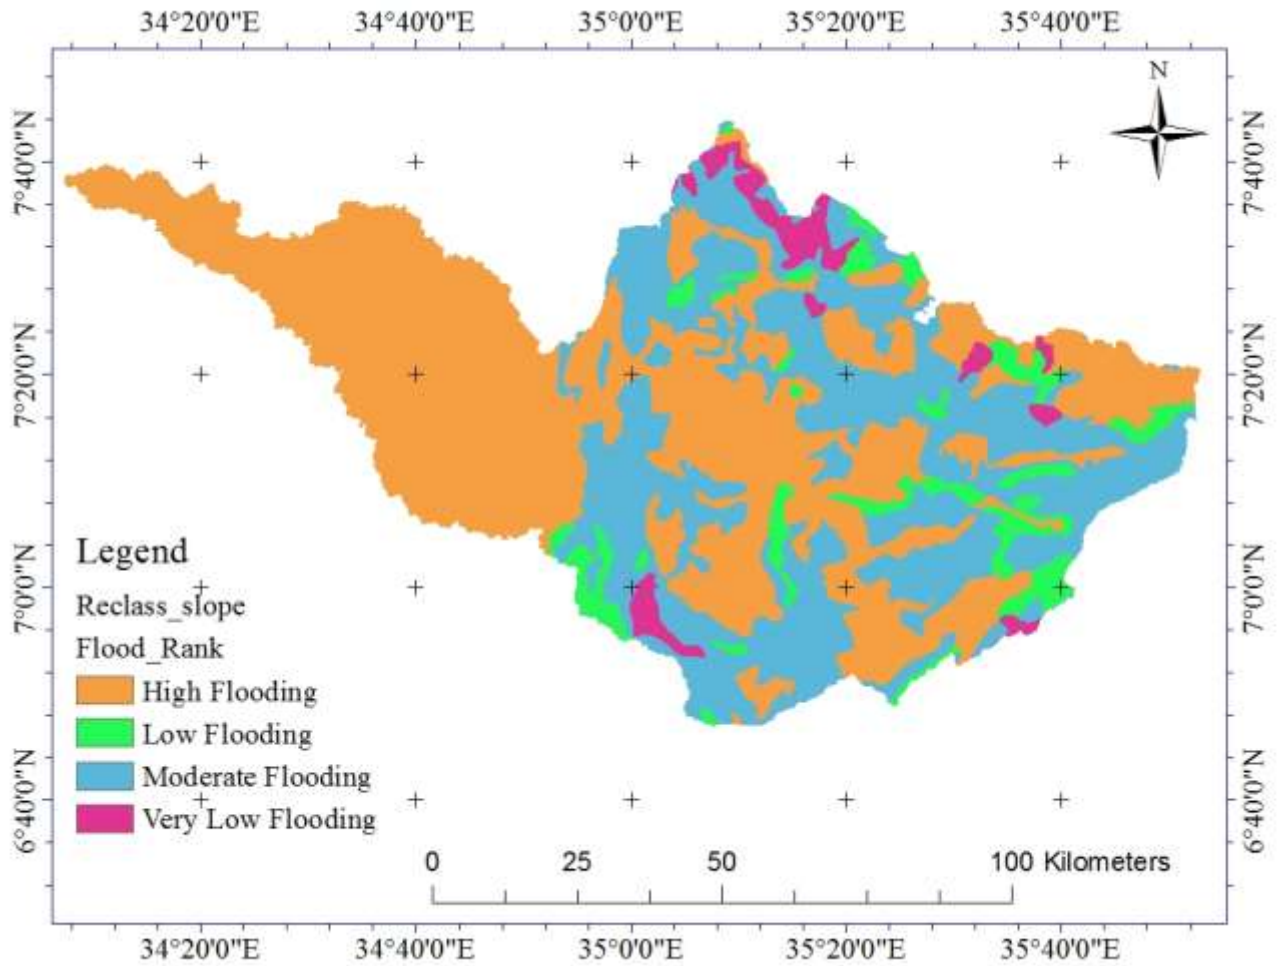 34°20'0"E 34°40'0"E 35°0'0"E 35°20'0"E 35°40'0"E
N
7°40'0"N 7°40'0"N
7°20'0"N 7°20'0"N
7°0'0"N 7°0'0"N
6°40'0"N 6°40'0"N
Legend
Reclass_slope
Flood_Rank
High Flooding
Low Flooding
Moderate Flooding
Very Low Flooding
0 25 50 100 Kilometers
34°20'0"E 34°40'0"E 35°0'0"E 35°20'0"E 35°40'0"E